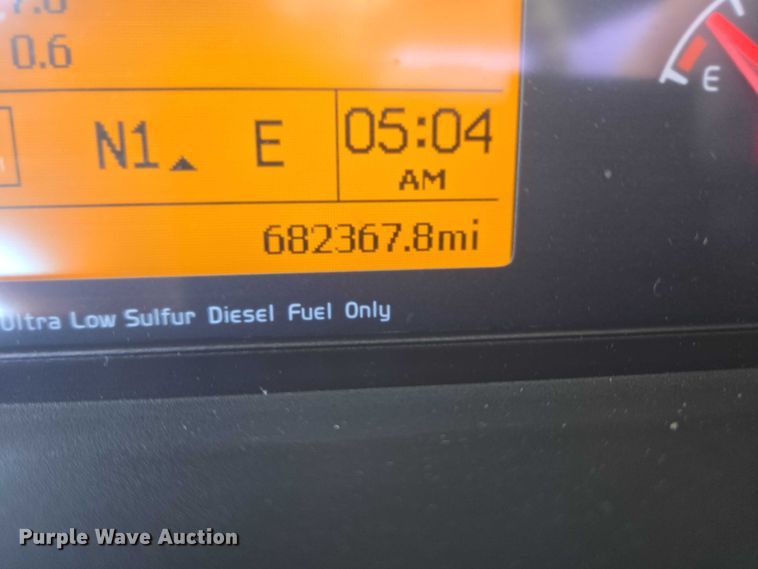 0.6
N1 E
05:04
AM
682367.8mi
Ultra Low Sulfur Diesel Fuel Only
E
Purple Wave Auction